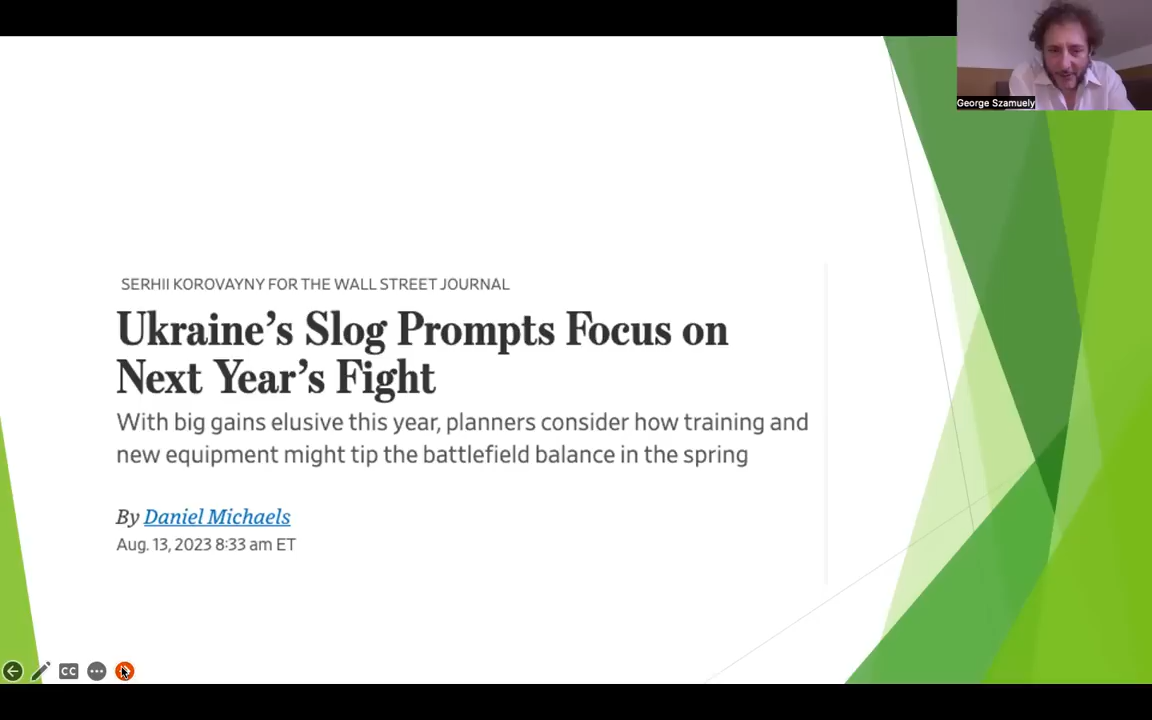 George Szamuely
SERHII KOROVAYNY FOR THE WALL STREET JOURNAL
Ukraine’s Slog Prompts Focus on
Next Year’s Fight
With big gains elusive this year, planners consider how training and
new equipment might tip the battlefield balance in the spring
By Daniel Michaels
Aug. 13, 2023 8:33 am ET
CC